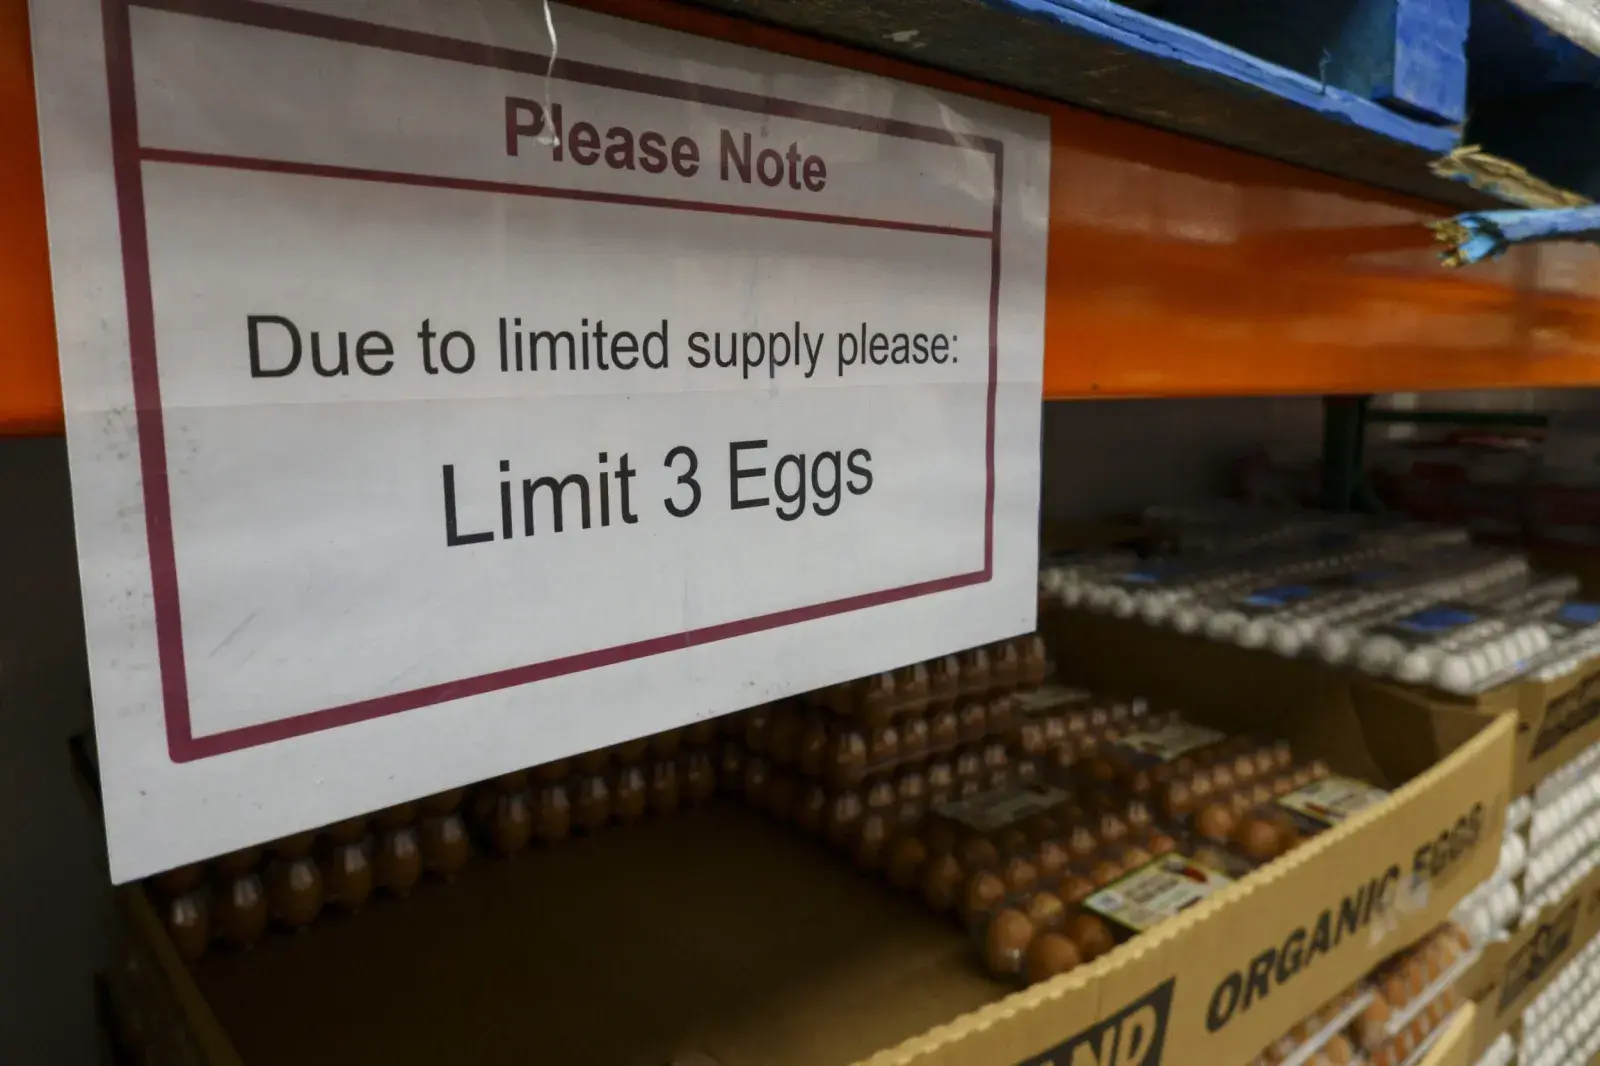 Please Note
Due to limited supply please:
Limit 3 Eggs
ORGANIC EGGS